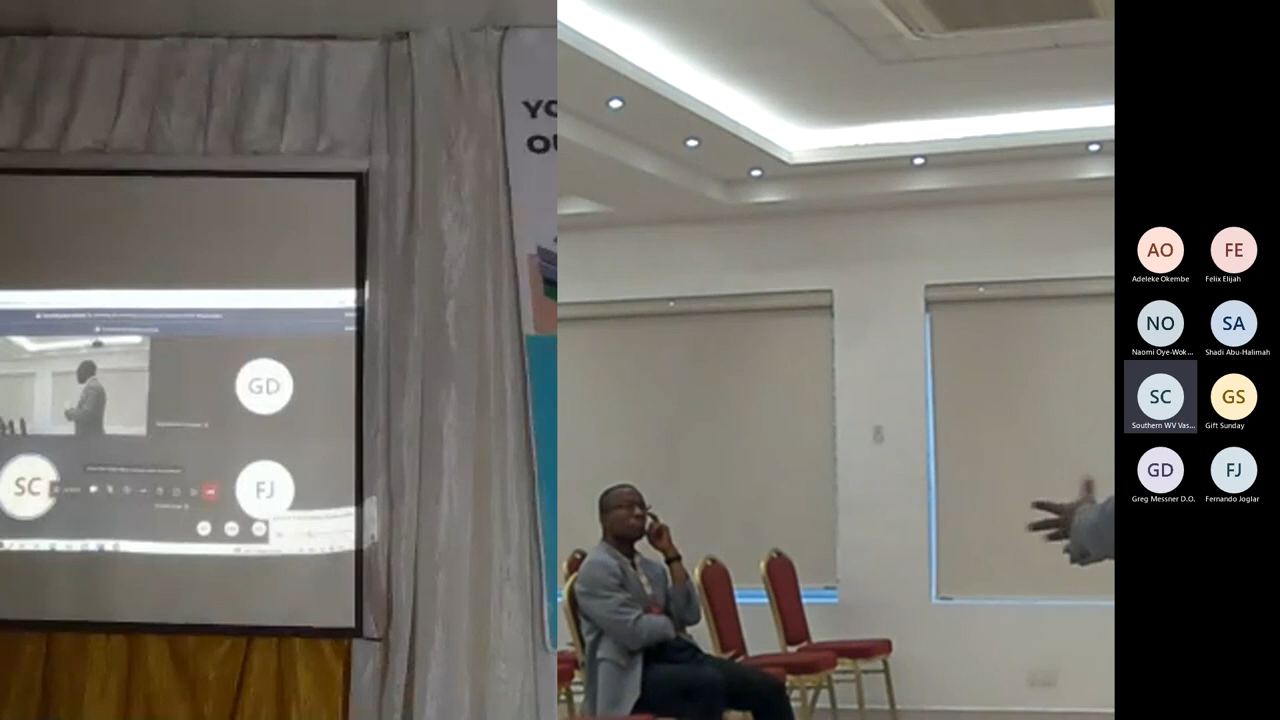 YO
OU
GD
SC
FJ
AO
FE
Adeleke Okembe
Felix Elijah
NO
SA
Naomi Oye-Wok...
Shadi Abu-Halimah
SC
GS
Southern WV Vas...
Gift Sunday
GD
FJ
Greg Messner D.O.
Fernando Joglar